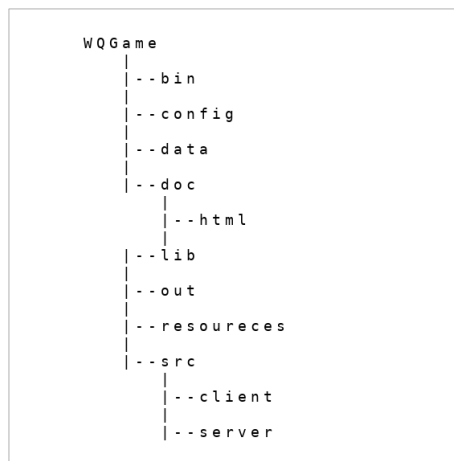 WQGame
|
|--bin
|
|--config
|
|--data
|
|--doc
|
|--html
|
|--lib
|
|--out
|
|--resoureces
|
|--src
|
|--client
|
|--server